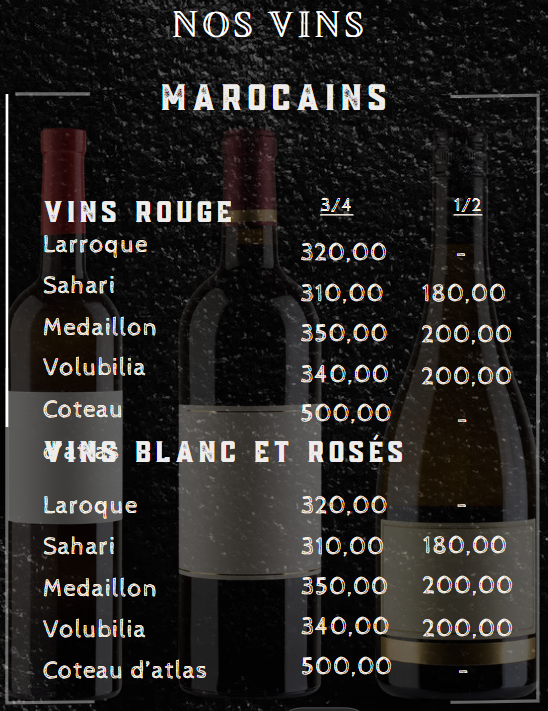 NOS VINS
MAROCAINS
VINS ROUGE 3/4 1/2
Larroque 320,00 -
Sahari 310,00 180,00
Medaillon 350,00 200,00
Volubilia 340,00 200,00
Coteau 500,00 -
d'atlas
VINS BLANC ET ROSÉS
Laroque 320,00 -
Sahari 310,00 180,00
Medaillon 350,00 200,00
Volubilia 340,00 200,00
Coteau d'atlas 500,00 -